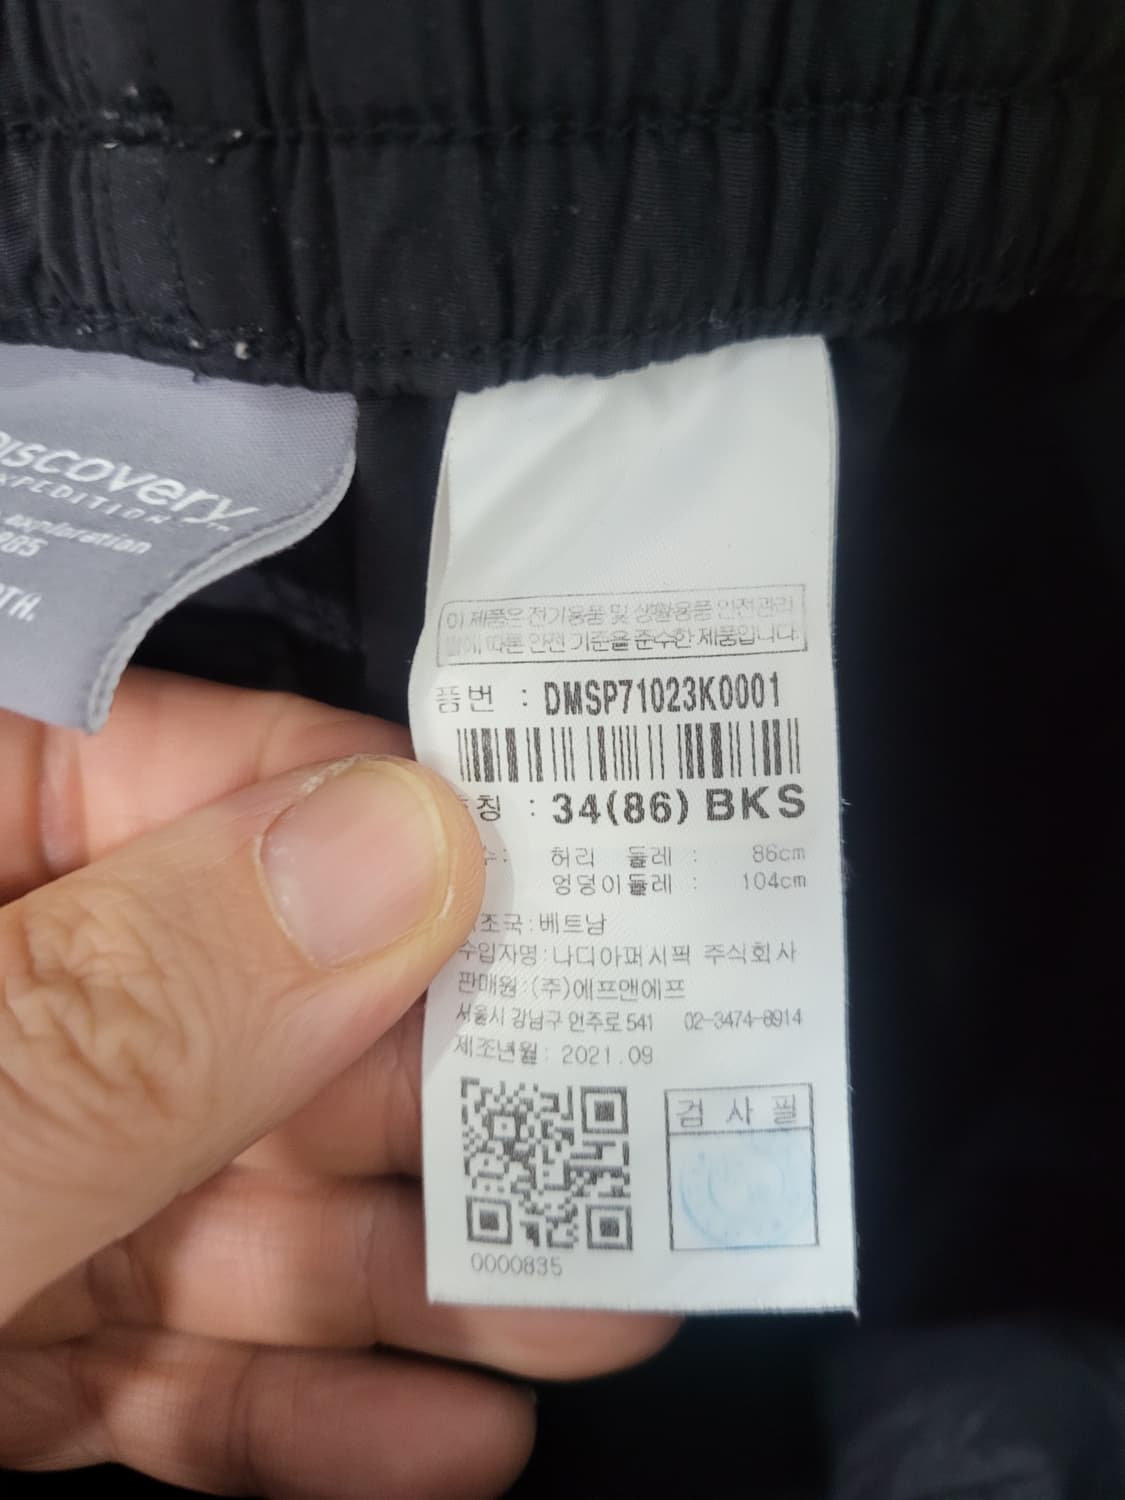 DISCOVERY
EXPEDITION
exploration
이 제품은 전기용품 및 생활용품 안전관리
법에 따른 안전 기준을 준수한 제품입니다.
품번 : DMSP71023K0001
칭 : 34(86) BKS
수: 허리 둘레 : 86cm
엉덩이둘레 : 104cm
조국:베트남
수입자명:나디아퍼시픽 주식회사
판매원:(주)에프앤에프
서울시 강남구 언주로 541 02-3474-8914
제조년월: 2021.09
검 사 필
0000835